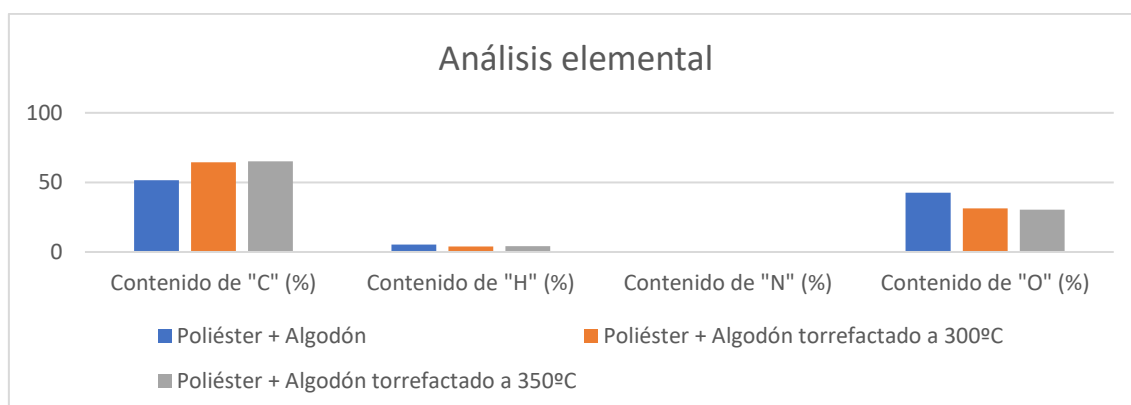 Análisis elemental
100
50
0
Contenido de "C" (%) Contenido de "H" (%) Contenido de "N" (%) Contenido de "O" (%)
Poliéster + Algodón Poliéster + Algodón torrefactado a 300ºC
Poliéster + Algodón torrefactado a 350ºC